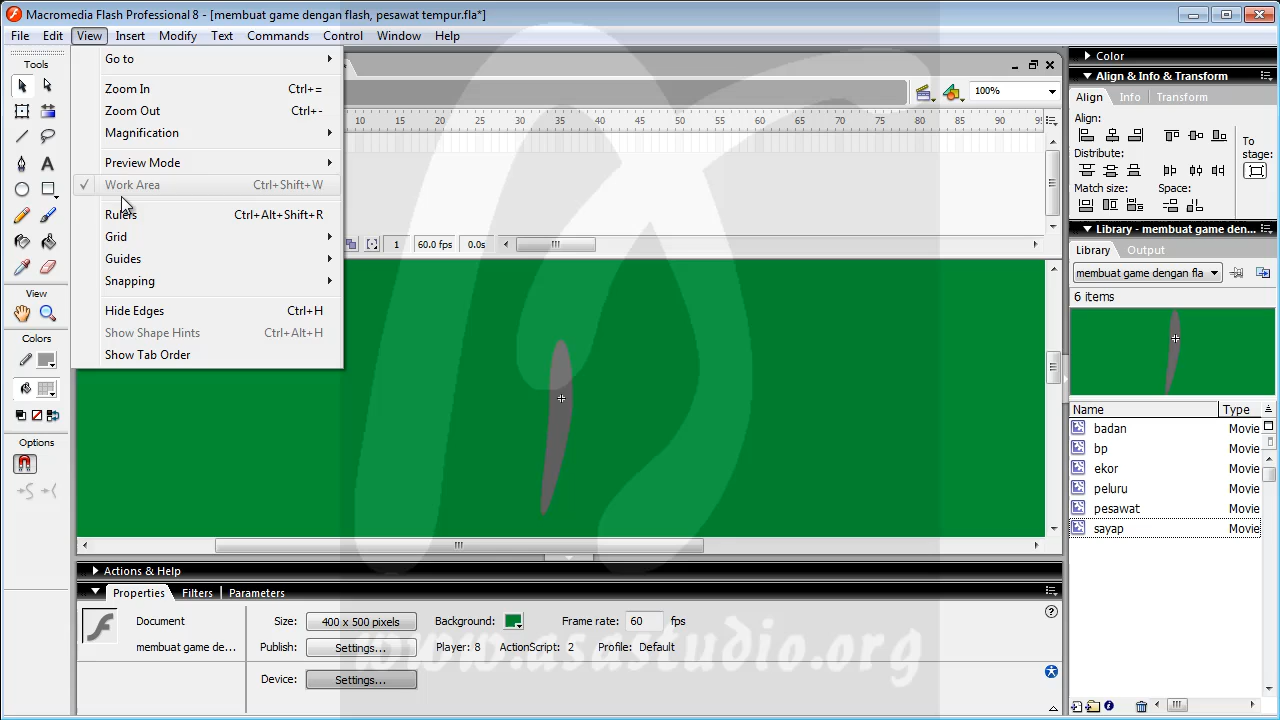 Macromedia Flash Professional 8 - [membuat game dengan flash, pesawat tempur.fla*]
File Edit View Insert Modify Text Commands Control Window Help
Tools
Go to
Zoom In Ctrl+=
Zoom Out Ctrl+-
Magnification
Preview Mode
Work Area Ctrl+Shift+W
Rulers Ctrl+Alt+Shift+R
Grid
Guides
Snapping
Hide Edges Ctrl+H
Show Shape Hints Ctrl+Alt+H
Show Tab Order
View
Colors
Options
100%
10 15 20 25 30 35 40 45 50 55 60 65 70 75 80 85 90 95
1 60.0 fps 0.0s
Color
Align & Info & Transform
Align Info Transform
Align:
To stage:
Distribute:
Match size: Space:
Library - membuat game den...
Library Output
membuat game dengan fla
6 items
Name Type
badan Movie
bp Movie
ekor Movie
peluru Movie
pesawat Movie
sayap Movie
Actions & Help
Properties Filters Parameters
Document
membuat game de...
Size: 400 x 500 pixels Background: Frame rate: 60 fps
Publish: Settings... Player: 8 ActionScript: 2 Profile: Default
Device: Settings...
www.asastudio.org